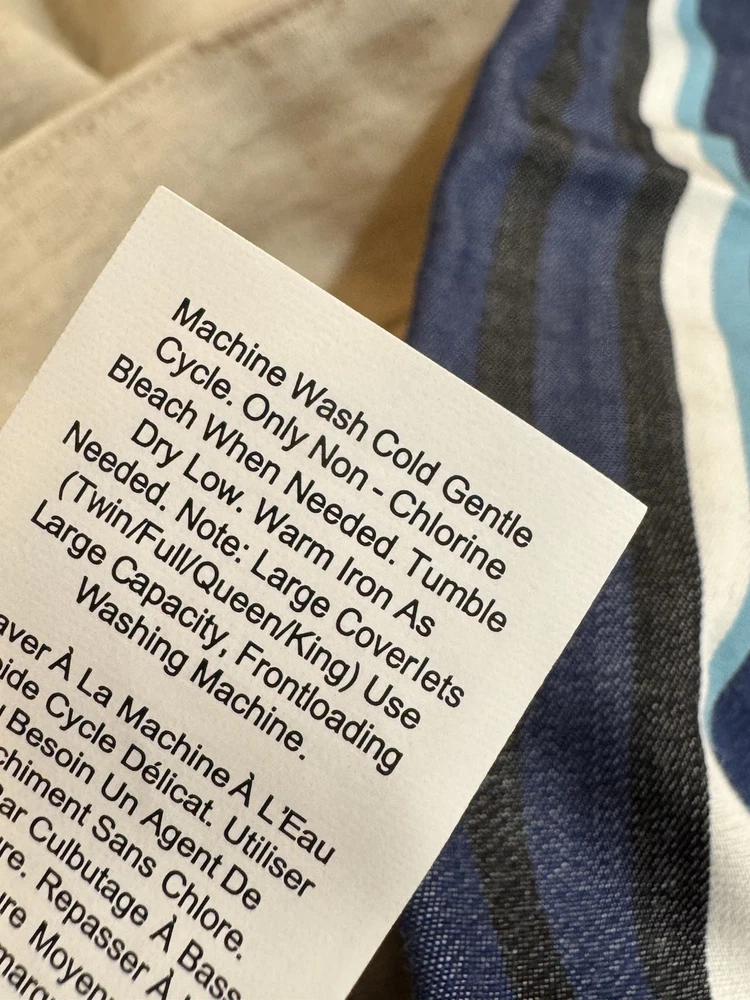 Machine Wash Cold Gentle
Cycle. Only Non - Chlorine
Bleach When Needed. Tumble
Dry Low. Warm Iron As
Needed. Note: Large Coverlets
(Twin/Full/Queen/King) Use
Large Capacity, Frontloading
Washing Machine.
À La Machine À L'Eau
Cycle Délicat. Utiliser
Besoin Un Agent De
Sans Chlore.
Culbutage À
Repasser À